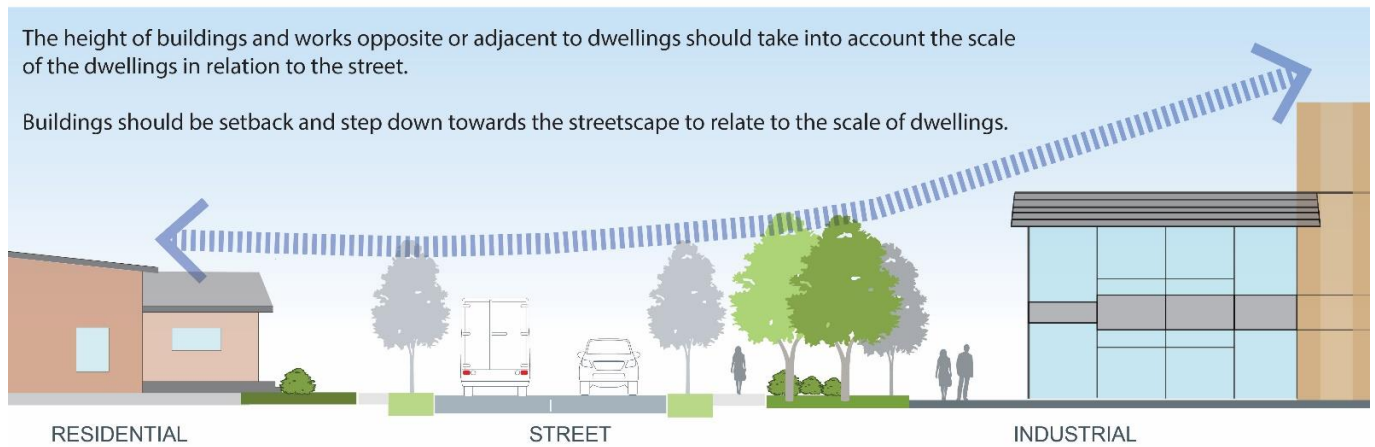 The height of buildings and works opposite or adjacent to dwellings should take into account the scale
of the dwellings in relation to the street.
Buildings should be setback and step down towards the streetscape to relate to the scale of dwellings.
RESIDENTIAL
STREET
INDUSTRIAL